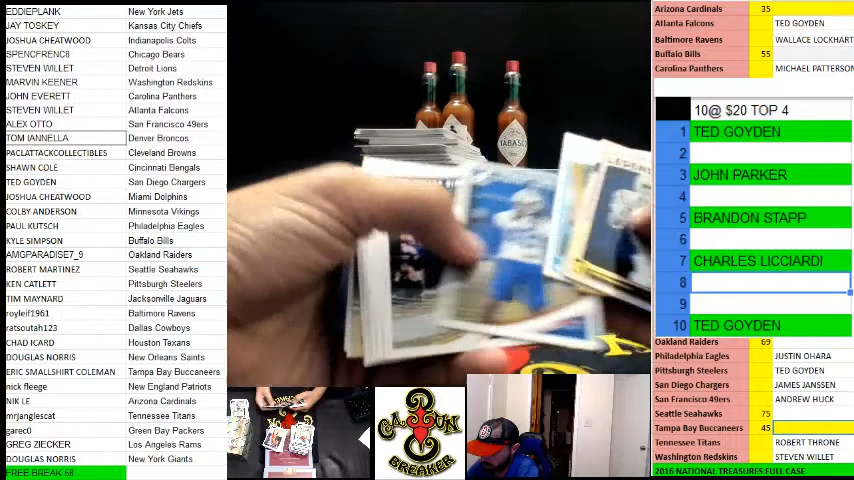 EDDIEPLANK New York Jets
JAY TOSKEY Kansas City Chiefs
JOSHUA CHEATWOOD Indianapolis Colts
SPENCFRENC8 Chicago Bears
STEVEN WILLET Detroit Lions
MARVIN KEENER Washington Redskins
JOHN EVERETT Carolina Panthers
STEVEN WILLET Atlanta Falcons
ALEX OTTO San Francisco 49ers
TOM IANNELLA Denver Broncos
PACLATTACKCOLLECTIBLES Cleveland Browns
SHAWN COLE Cincinnati Bengals
TED GOYDEN San Diego Chargers
JOSHUA CHEATWOOD Miami Dolphins
COLBY ANDERSON Minnesota Vikings
PAUL KUTSCH Philadelphia Eagles
KYLE SIMPSON Buffalo Bills
AMGPARADISE7_9 Oakland Raiders
ROBERT MARTINEZ Seattle Seahawks
KEN CATLETT Pittsburgh Steelers
TIM MAYNARD Jacksonville Jaguars
royleif1961 Baltimore Ravens
ratsoutah123 Dallas Cowboys
CHAD ICARD Houston Texans
DOUGLAS NORRIS New Orleans Saints
ERIC SMALLSHIRT COLEMAN Tampa Bay Buccaneers
nick fleege New England Patriots
NIK LE Arizona Cardinals
mrjanglescat Tennessee Titans
garec0 Green Bay Packers
GREG ZIECKER Los Angeles Rams
DOUGLAS NORRIS New York Giants
FREE BREAK 58
TABASCO
CAJUN
BREAKER
Arizona Cardinals 35
Atlanta Falcons TED GOYDEN
Baltimore Ravens WALLACE LOCKHART
Buffalo Bills 55
Carolina Panthers MICHAEL PATTERSON
10@ $20 TOP 4
1 TED GOYDEN
2
3 JOHN PARKER
4
5 BRANDON STAPP
6
7 CHARLES LICCIARDI
8
9
10 TED GOYDEN
Oakland Raiders 69
Philadelphia Eagles JUSTIN OHARA
Pittsburgh Steelers TED GOYDEN
San Diego Chargers JAMES JANSSEN
San Francisco 49ers ANDREW HUCK
Seattle Seahawks 75
Tampa Bay Buccaneers 45
Tennessee Titans ROBERT THRONE
Washington Redskins STEVEN WILLET
2016 NATIONAL TREASURES FULL CASE